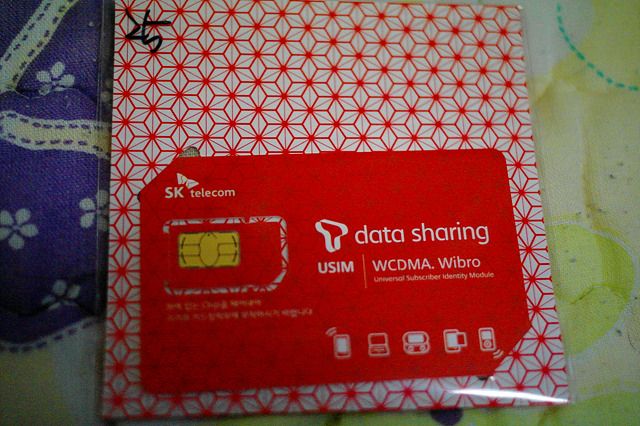 SK telecom
data sharing
USIM
WCDMA. Wibro
Universal Subscriber Identity Module